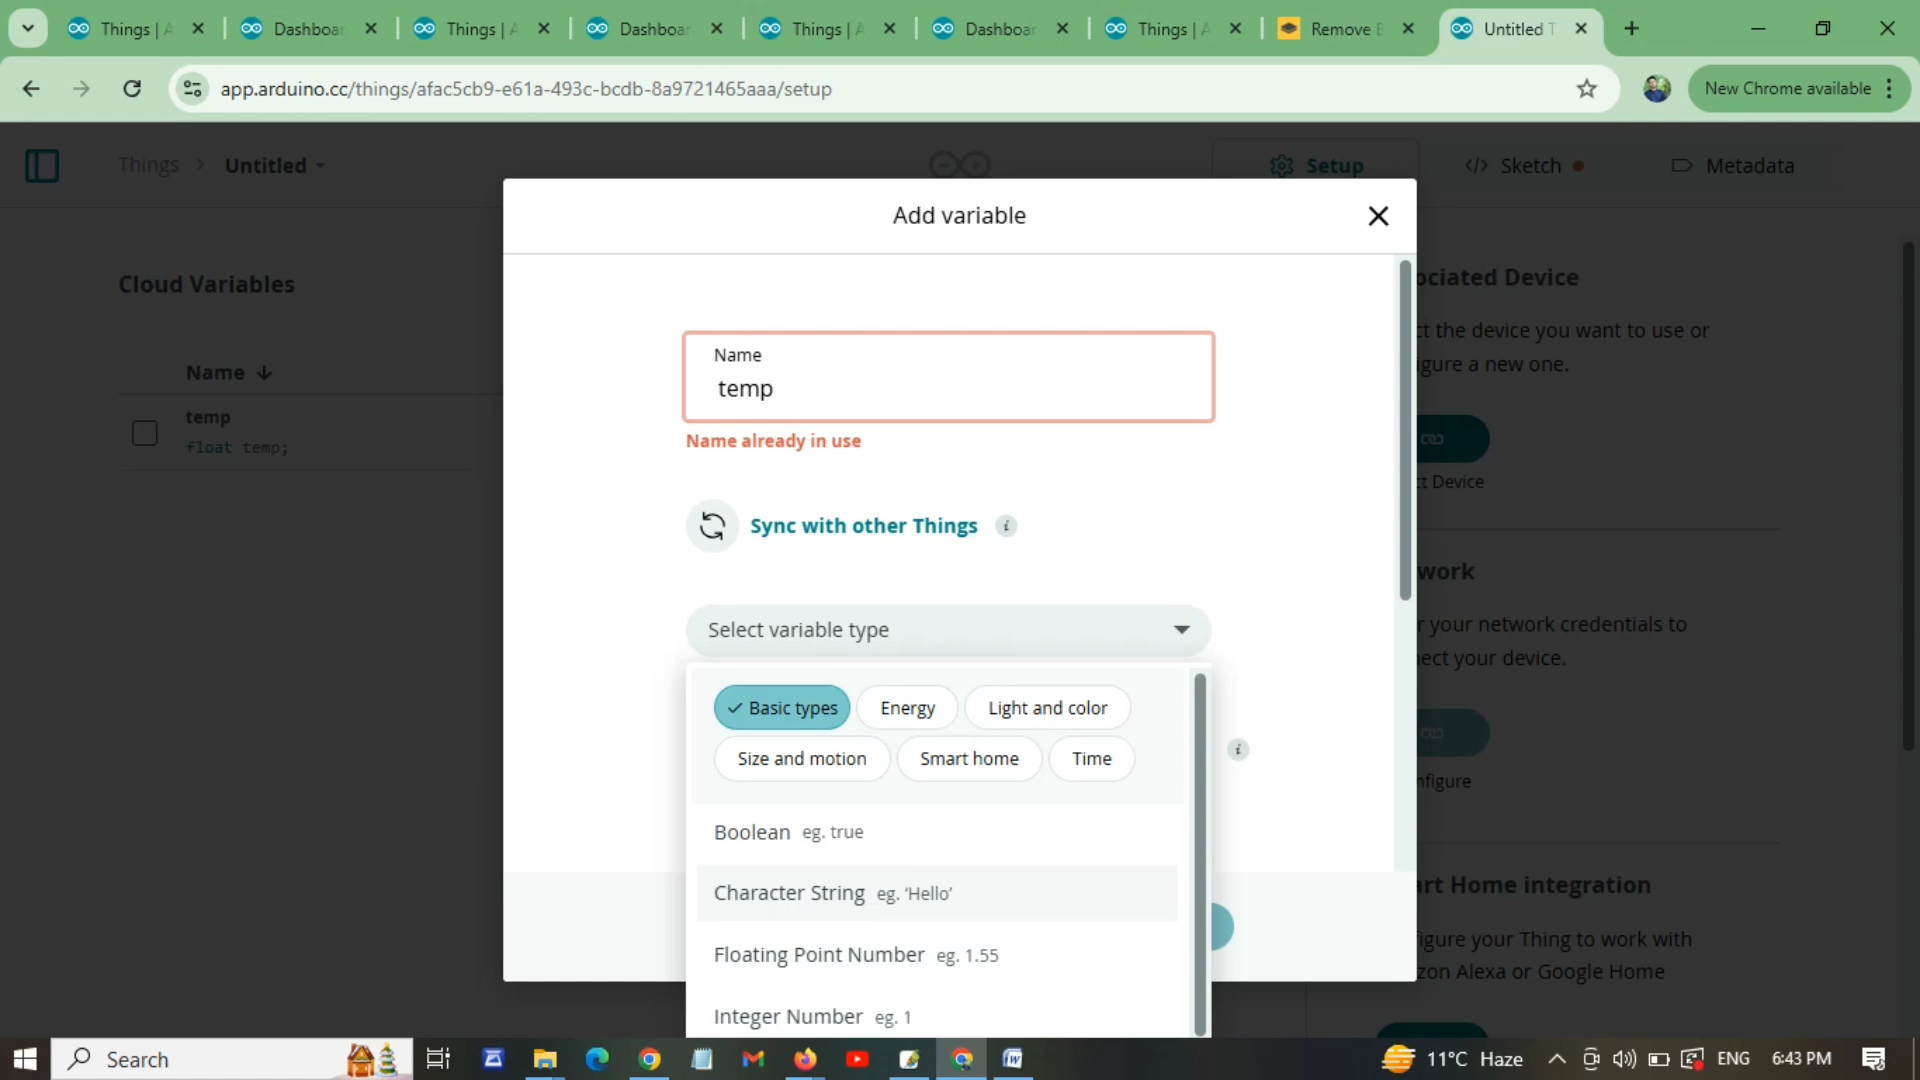 Things | A
Dashboar
Things | A
Dashboar
Things | A
Dashboar
Things | A
Remove B
Untitled T
app.arduino.cc/things/afac5cb9-e61a-493c-bcdb-8a9721465aaa/setup
New Chrome available
Things > Untitled
Setup
</> Sketch
Metadata
Add variable
Cloud Variables
Name
temp
float temp;
Name
temp
Name already in use
Sync with other Things
i
Select variable type
Basic types
Energy
Light and color
Size and motion
Smart home
Time
i
Boolean eg. true
Character String eg. 'Hello'
Floating Point Number eg. 1.55
Integer Number eg. 1
ociated Device
ct the device you want to use or
igure a new one.
ct Device
work
r your network credentials to
nect your device.
nfigure
art Home integration
igure your Thing to work with
zon Alexa or Google Home
Search
11°C Haze
ENG
6:43 PM